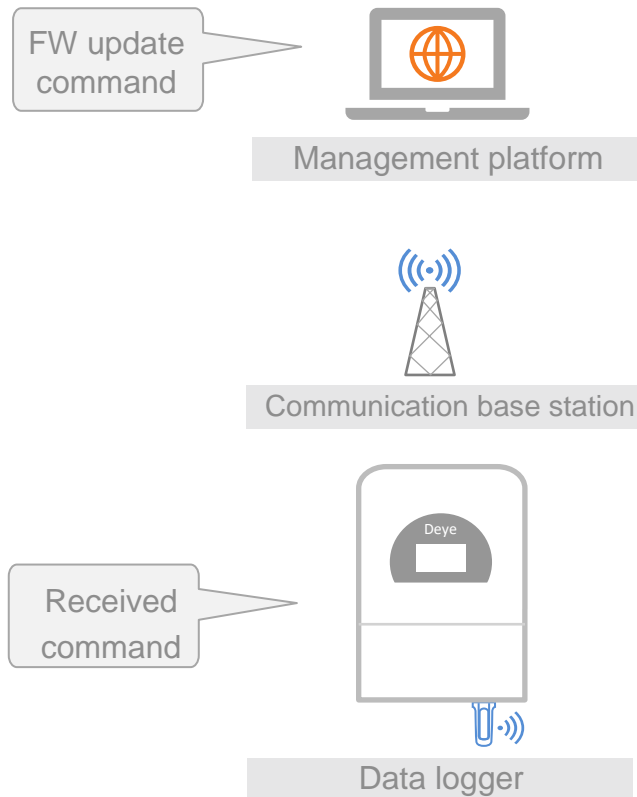 FW update
command
Management platform
Communication base station
Deye
Received
command
Data logger